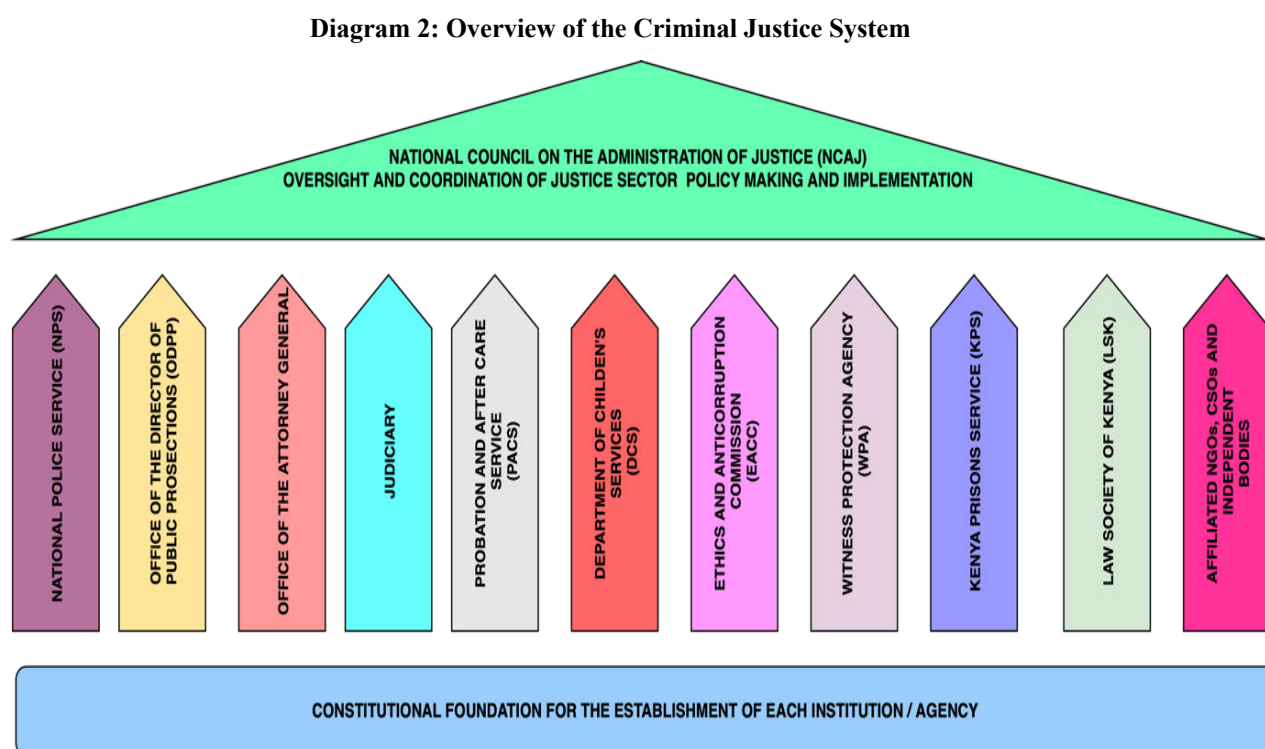 Diagram 2: Overview of the Criminal Justice System
NATIONAL COUNCIL ON THE ADMINISTRATION OF JUSTICE (NCAJ)
OVERSIGHT AND COORDINATION OF JUSTICE SECTOR POLICY MAKING AND IMPLEMENTATION
NATIONAL POLICE SERVICE (NPS)
OFFICE OF THE DIRECTOR OF
PUBLIC PROSECTIONS (ODPP)
OFFICE OF THE ATTORNEY GENERAL
JUDICIARY
PROBATION AND AFTER CARE
SERVICE
(PACS)
DEPARTMENT OF CHILDEN'S
SERVICES
(DCS)
ETHICS AND ANTICORRUPTION
COMMISSION
(EACC)
WITNESS PROTECTION AGENCY
(WPA)
KENYA PRISONS SERVICE (KPS)
LAW SOCIETY OF KENYA (LSK)
AFFILIATED NGOs, CSOs AND
INDEPENDENT
BODIES
CONSTITUTIONAL FOUNDATION FOR THE ESTABLISHMENT OF EACH INSTITUTION / AGENCY